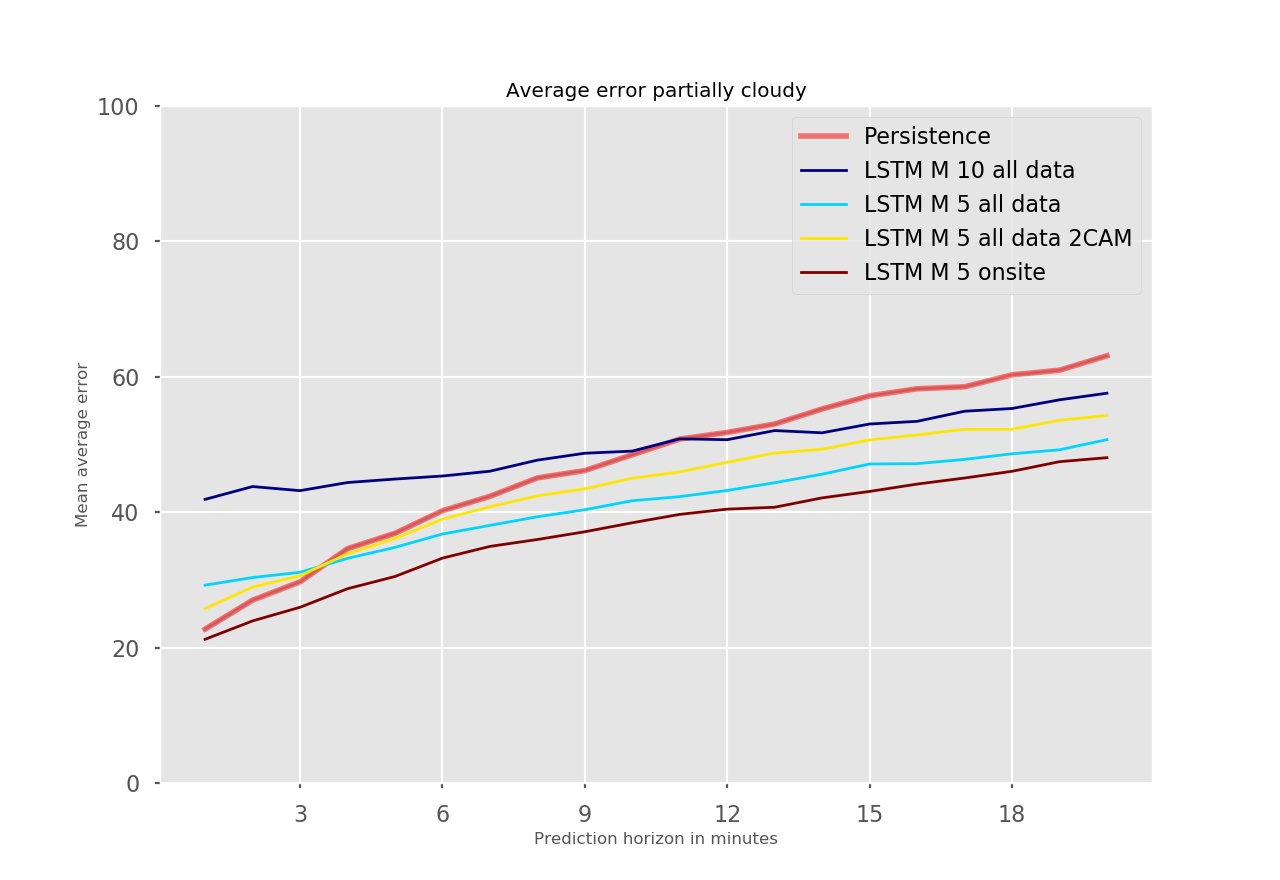 Average error partially cloudy
100
80
60
40
20
0
Mean average error
Persistence
LSTM M 10 all data
LSTM M 5 all data
LSTM M 5 all data 2CAM
LSTM M 5 onsite
3 6 9 12 15 18
Prediction horizon in minutes